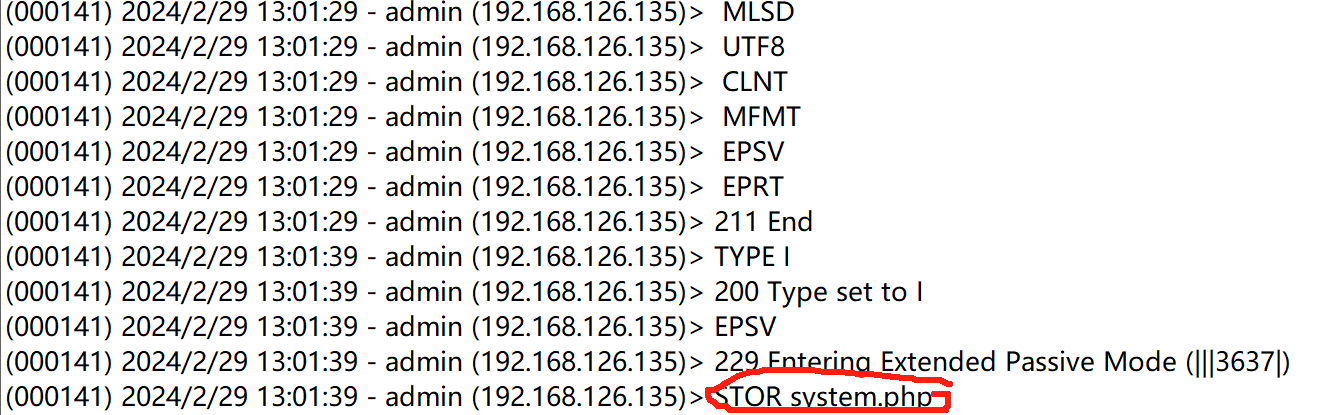 (000141) 2024/2/29 13:01:29 - admin (192.168.126.135)> MLSD
(000141) 2024/2/29 13:01:29 - admin (192.168.126.135)> UTF8
(000141) 2024/2/29 13:01:29 - admin (192.168.126.135)> CLNT
(000141) 2024/2/29 13:01:29 - admin (192.168.126.135)> MFMT
(000141) 2024/2/29 13:01:29 - admin (192.168.126.135)> EPSV
(000141) 2024/2/29 13:01:29 - admin (192.168.126.135)> EPRT
(000141) 2024/2/29 13:01:29 - admin (192.168.126.135)> 211 End
(000141) 2024/2/29 13:01:39 - admin (192.168.126.135)> TYPE I
(000141) 2024/2/29 13:01:39 - admin (192.168.126.135)> 200 Type set to I
(000141) 2024/2/29 13:01:39 - admin (192.168.126.135)> EPSV
(000141) 2024/2/29 13:01:39 - admin (192.168.126.135)> 229 Entering Extended Passive Mode (|||3637|)
(000141) 2024/2/29 13:01:39 - admin (192.168.126.135)> STOR system.php